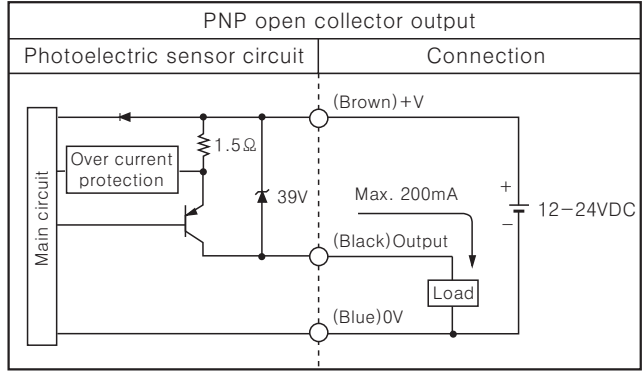 PNP open collector output
Photoelectric sensor circuit
Connection
(Brown)+V
1.5Ω
Over current
protection
Main circuit
39V
Max. 200mA
+
12−24VDC
−
(Black)Output
Load
(Blue)0V